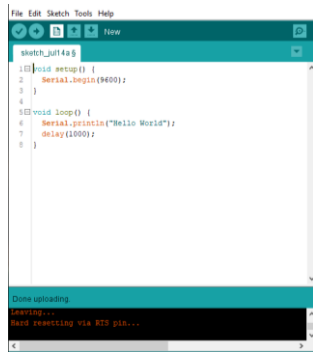 File Edit Sketch Tools Help
New
sketch_jul14a §
1 void setup() {
2   Serial.begin(9600);
3 }
4
5 void loop() {
6   Serial.println("Hello World");
7   delay(1000);
8 }
Done uploading.
Leaving...
Hard resetting via RTS pin...